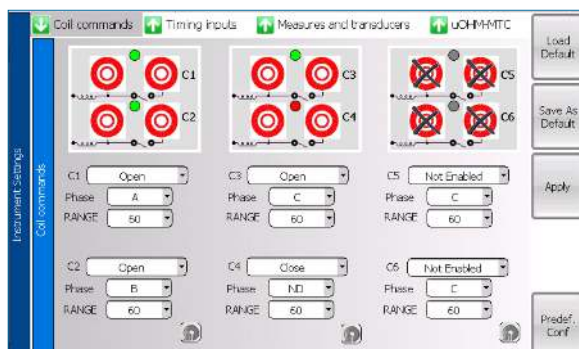 Coil commands Timing inputs Measures and transducers uOHM-MTC
Load Default
Save As Default
Apply
Predef. Conf
Instrument Settings
Coil commands
C1 C3 C5
C2 C4 C6
C1 Open C3 Open C5 Not Enabled
Phase A Phase C Phase C
RANGE 60 RANGE 60 RANGE 60
C2 Open C4 Close C6 Not Enabled
Phase B Phase ND Phase C
RANGE 60 RANGE 60 RANGE 60